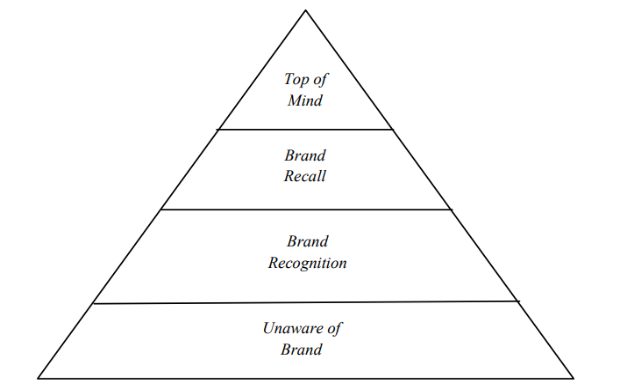 Top of
Mind
Brand
Recall
Brand
Recognition
Unaware of
Brand